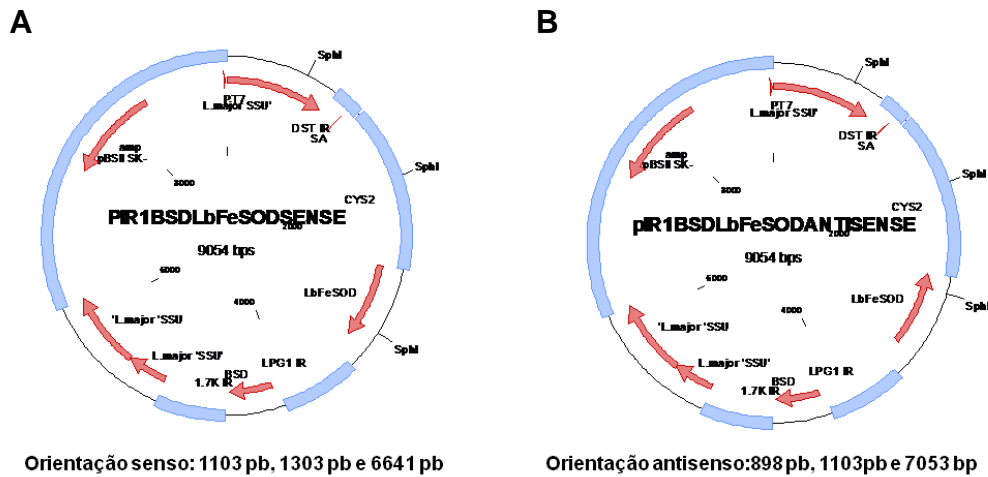 A
SphI
PT7
L.major'SSU'
DST IR
SA
amp
pBSII SK-
SphI
8000
CYS2
PIR1BSDLbFeSODSENSE
2000
9054 bps
6000
4000
LbFeSOD
'L.major'SSU
SphI
L.major'SSU'
LPG1 IR
BSD
1.7K IR
Orientação senso: 1103 pb, 1303 pb e 6641 pb
B
SphI
PT7
L.major'SSU'
DST IR
SA
amp
pBSII SK-
SphI
8000
CYS2
pIR1BSDLbFeSODANTISENSE
2000
9054 bps
6000
4000
LbFeSOD
SphI
'L.major'SSU
L.major'SSU'
LPG1 IR
BSD
1.7K IR
Orientação antisenso:898 pb, 1103pb e 7053 bp